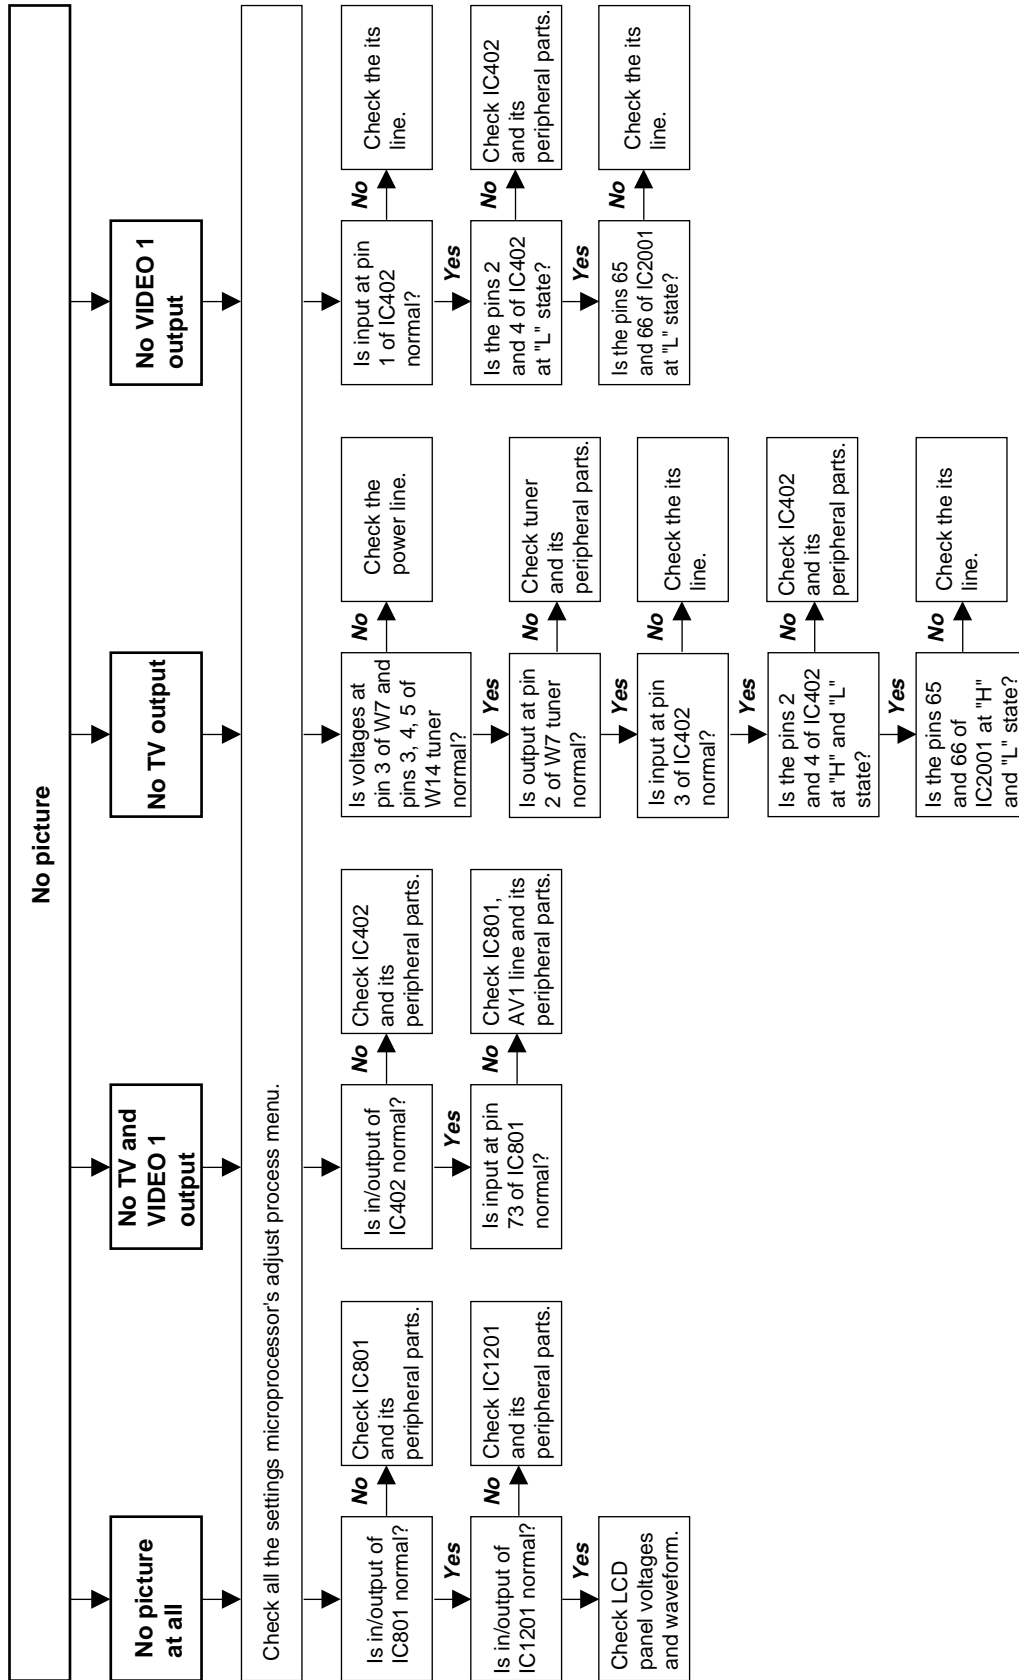 No picture
No picture
at all
No TV and
VIDEO 1
output
No TV output
No VIDEO 1
output
Check all the settings microprocessor's adjust process menu.
Is in/output of
IC801 normal?
No
Check IC801
and its
peripheral parts.
Yes
Is in/output of
IC1201 normal?
No
Check IC1201
and its
peripheral parts.
Yes
Check LCD
panel voltages
and waveform.
Is in/output of
IC402 normal?
No
Check IC402
and its
peripheral parts.
Yes
Is input at pin
73 of IC801
normal?
No
Check IC801,
AV1 line and its
peripheral parts.
Is voltages at
pin 3 of W7 and
pins 3, 4, 5 of
W14 tuner
normal?
No
Check the
power line.
Yes
Is output at pin
2 of W7 tuner
normal?
No
Check tuner
and its
peripheral parts.
Yes
Is input at pin
3 of IC402
normal?
No
Check the its
line.
Yes
Is the pins 2
and 4 of IC402
at "H" and "L"
state?
No
Check IC402
and its
peripheral parts.
Yes
Is the pins 65
and 66 of
IC2001 at "H"
and "L" state?
No
Check the its
line.
Is input at pin
1 of IC402
normal?
No
Check the its
line.
Yes
Is the pins 2
and 4 of IC402
at "L" state?
No
Check IC402
and its
peripheral parts.
Yes
Is the pins 65
and 66 of IC2001
at "L" state?
No
Check the its
line.